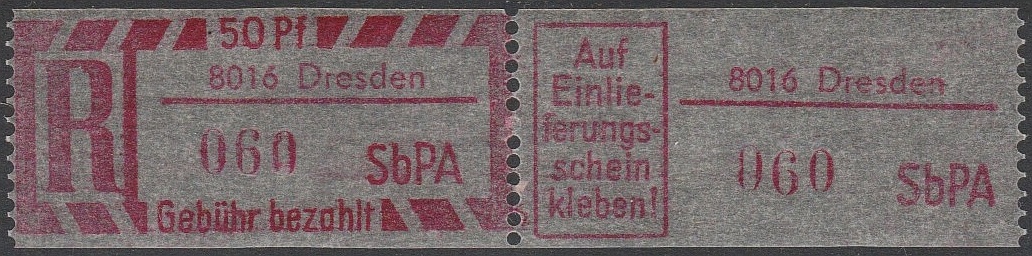 50 Pf
R
8016 Dresden
060
SbPA
Gebühr bezahlt
Auf
Einlie-
ferungs-
schein
kleben!
8016 Dresden
060
SbPA